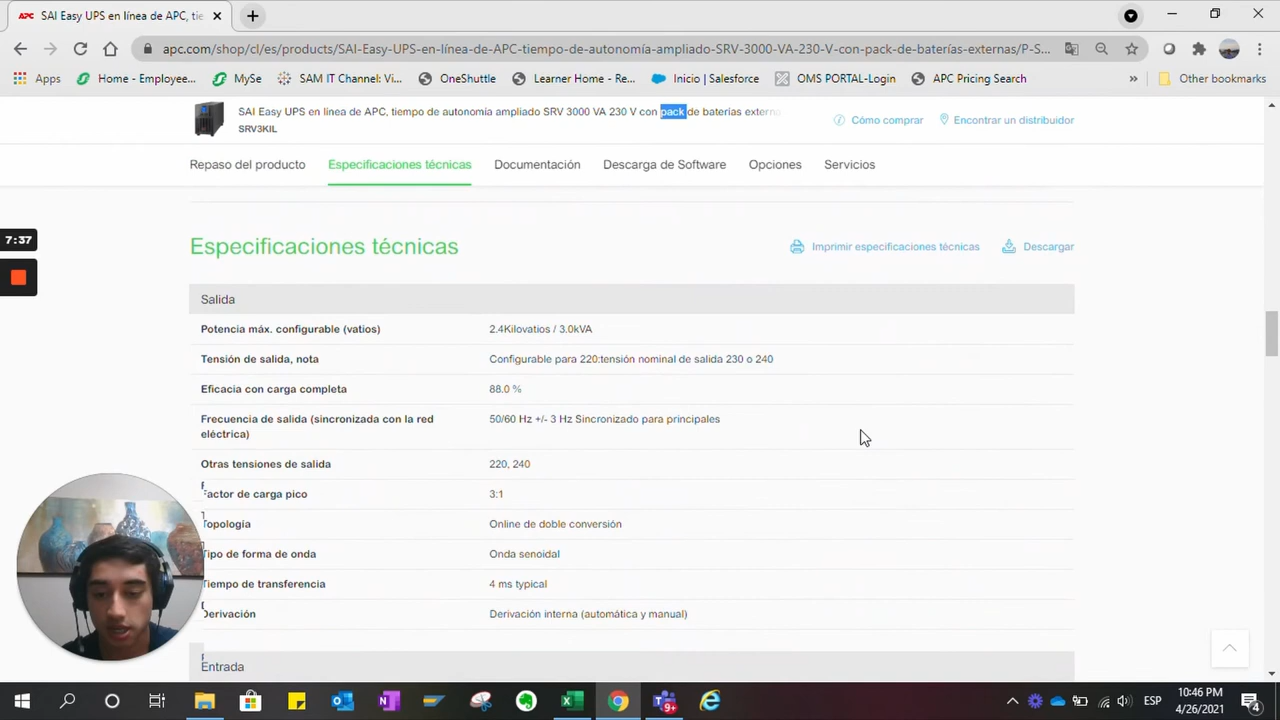 APC SAI Easy UPS en línea de APC, tie
apc.com/shop/cl/es/products/SAI-Easy-UPS-en-línea-de-APC-tiempo-de-autonomía-ampliado-SRV-3000-VA-230-V-con-pack-de-baterías-externas/P-S...
Apps Home - Employee... MySe SAM IT Channel: Vi... OneShuttle Learner Home - Re... Inicio | Salesforce OMS PORTAL-Login APC Pricing Search » Other bookmarks
SAI Easy UPS en línea de APC, tiempo de autonomía ampliado SRV 3000 VA 230 V con pack de baterías externa
SRV3KIL
Cómo comprar Encontrar un distribuidor
Repaso del producto Especificaciones técnicas Documentación Descarga de Software Opciones Servicios
7:37
Especificaciones técnicas
Imprimir especificaciones técnicas Descargar
Salida
Potencia máx. configurable (vatios) 2.4Kilovatios / 3.0kVA
Tensión de salida, nota Configurable para 220:tensión nominal de salida 230 o 240
Eficacia con carga completa 88.0 %
Frecuencia de salida (sincronizada con la red
eléctrica)
50/60 Hz +/- 3 Hz Sincronizado para principales
Otras tensiones de salida 220, 240
Factor de carga pico 3:1
Topología Online de doble conversión
Tipo de forma de onda Onda senoidal
Tiempo de transferencia 4 ms typical
Derivación Derivación interna (automática y manual)
Entrada
9+
ESP
10:46 PM
4/26/2021
4